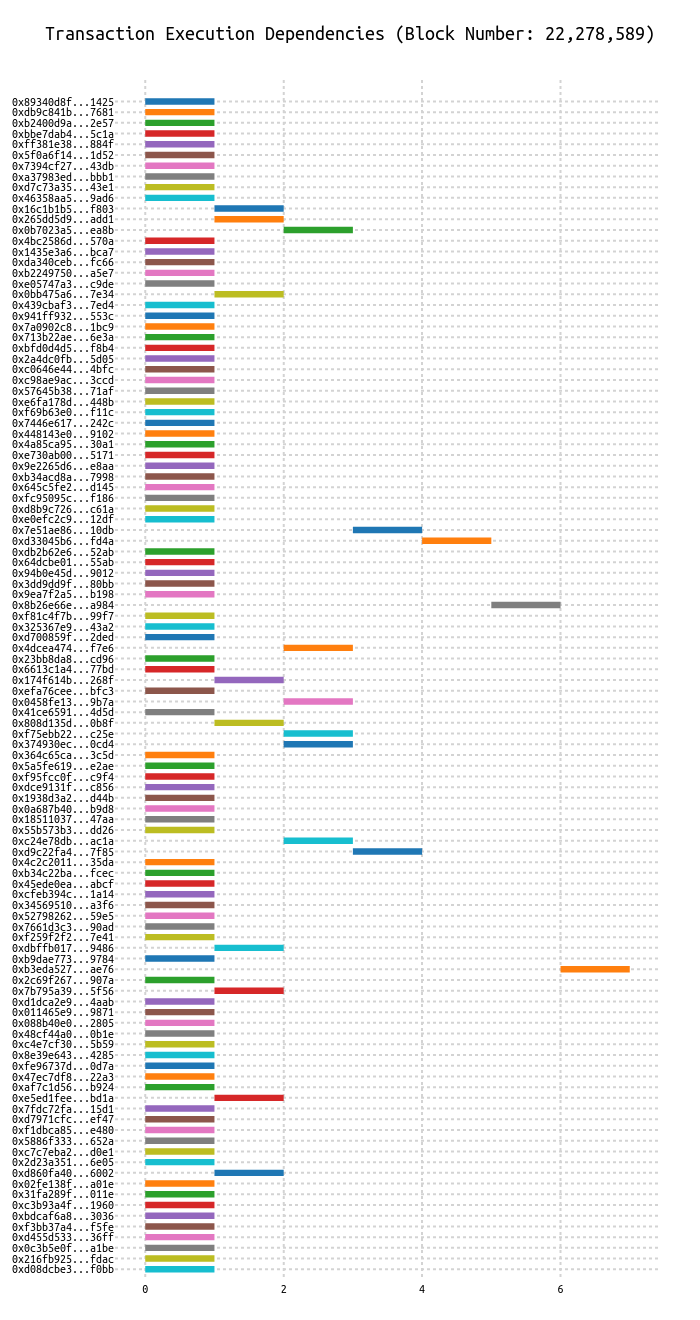 Transaction Execution Dependencies (Block Number: 22,278,589)
0x89340d8f...1425
0xdb9c841b...7681
0xb2400d9a...2e57
0xbbe7dab4...5c1a
0xff381e38...884f
0x5f0a6f14...1d52
0x7394cf27...43db
0xa37983ed...bbb1
0xd7c73a35...43e1
0x46358aa5...9ad6
0x16c1b1b5...f803
0x265dd5d9...add1
0x0b7023a5...ea8b
0x4bc2586d...570a
0x1435e3a6...bca7
0xda340ceb...fc66
0xb2249750...a5e7
0xe05747a3...c9de
0x0bb475a6...7e34
0x439cbaf3...7ed4
0x941ff932...553c
0x7a0902c8...1bc9
0x713b22ae...6e3a
0xbfd0d4d5...f8b4
0x2a4dc0fb...5d05
0xc0646e44...4bfc
0xc98ae9ac...3ccd
0x57645b38...71af
0xe6fa178d...448b
0xf69b63e0...f11c
0x7446e617...242c
0x448143e0...9102
0x4a85ca95...30a1
0xe730ab00...5171
0x9e2265d6...e8aa
0xb34acd8a...7998
0x645c5fe2...d145
0xfc95095c...f186
0xd8b9c726...c61a
0xe0efc2c9...12df
0x7e51ae86...10db
0xd33045b6...fd4a
0xdb2b62e6...52ab
0x64dcbe01...55ab
0x94b0e45d...9012
0x3dd9dd9f...80bb
0x9ea7f2a5...b198
0x8b26e66e...a984
0xf81c4f7b...99f7
0x325367e9...43a2
0xd700859f...2ded
0x4dcea474...f7e6
0x23bb8da8...cd96
0x6613c1a4...77bd
0x174f614b...268f
0xefa76cee...bfc3
0x0458fe13...9b7a
0x41ce6591...4d5d
0x808d135d...0b8f
0xf75ebb22...c25e
0x374930ec...0cd4
0x364c65ca...3c5d
0x5a5fe619...e2ae
0xf95fcc0f...c9f4
0xdce9131f...c856
0x1938d3a2...d44b
0x0a687b40...b9d8
0x18511037...47aa
0x55b573b3...dd26
0xc24e78db...ac1a
0xd9c22fa4...7f85
0x4c2c2011...35da
0xb34c22ba...fcec
0x45ede0ea...abcf
0xcfeb394c...1a14
0x34569510...a3f6
0x52798262...59e5
0x7661d3c3...90ad
0xf259f2f2...7e41
0xdbffb017...9486
0xb9dae773...9784
0xb3eda527...ae76
0x2c69f267...907a
0x7b795a39...5f56
0xd1dca2e9...4aab
0x011465e9...9871
0x088b40e0...2805
0x48cf44a0...0b1e
0xc4e7cf30...5b59
0x8e39e643...4285
0xfe96737d...0d7a
0x47ec7df8...22a3
0xaf7c1d56...b924
0xe5ed1fee...bd1a
0x7fdc72fa...15d1
0xd7971cfc...ef47
0xf1dbca85...e480
0x5886f333...652a
0xc7c7eba2...d0e1
0x2d23a351...6e05
0xd860fa40...6002
0x02fe138f...a01e
0x31fa289f...011e
0xc3b93a4f...1960
0xbdcaf6a8...3036
0xf3bb37a4...f5fe
0xd455d533...36ff
0x0c3b5e0f...a1be
0x216fb925...fdac
0xd08dcbe3...f0bb
0 2 4 6